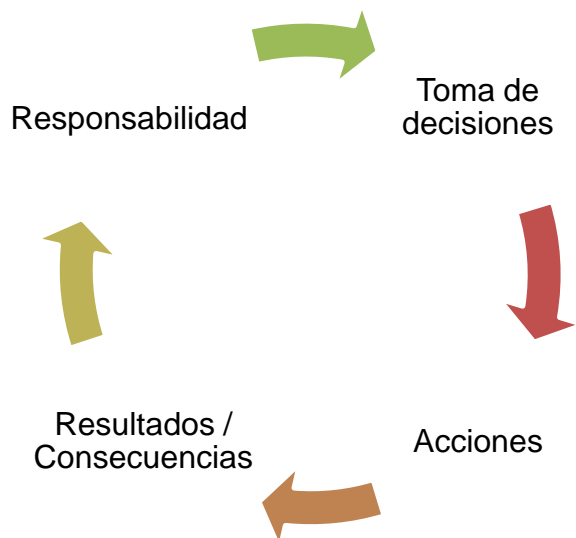 Responsabilidad
Toma de
decisiones
Acciones
Resultados /
Consecuencias